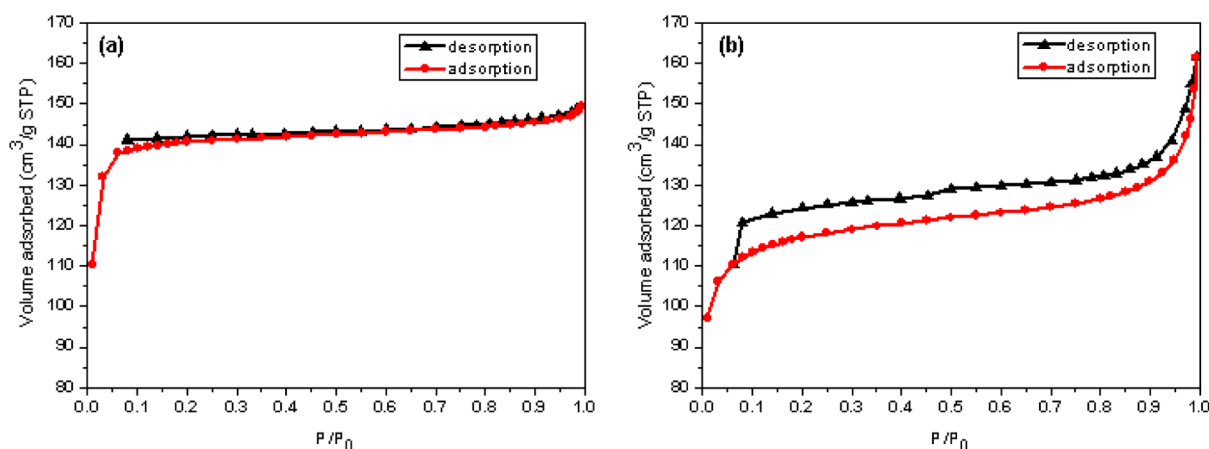 (a)
desorption
adsorption
Volume adsorbed (cm³/g STP)
170
160
150
140
130
120
110
100
90
80
0.0 0.1 0.2 0.3 0.4 0.5 0.6 0.7 0.8 0.9 1.0
P/P₀
(b)
desorption
adsorption
Volume adsorbed (cm³/g STP)
170
160
150
140
130
120
110
100
90
80
0.0 0.1 0.2 0.3 0.4 0.5 0.6 0.7 0.8 0.9 1.0
P/P₀